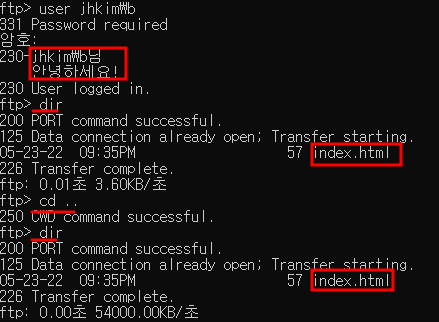 ftp> user jhkim₩b
331 Password required
암호:
230-jhkim₩b님
안녕하세요!
230 User logged in.
ftp> dir
200 PORT command successful.
125 Data connection already open; Transfer starting.
05-23-22  09:35PM                   57 index.html
226 Transfer complete.
ftp: 0.01초 3.60KB/초
ftp> cd ..
250 CWD command successful.
ftp> dir
200 PORT command successful.
125 Data connection already open; Transfer starting.
05-23-22  09:35PM                   57 index.html
226 Transfer complete.
ftp: 0.00초 54000.00KB/초